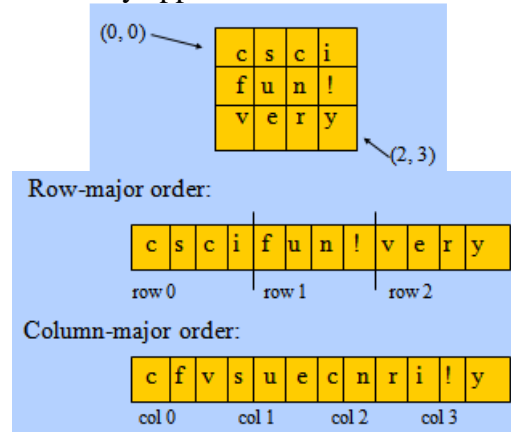 (0, 0)
c s c i
f u n !
v e r y
(2, 3)
Row-major order:
c s c i f u n ! v e r y
row 0 row 1 row 2
Column-major order:
c f v s u e c n r i ! y
col 0 col 1 col 2 col 3